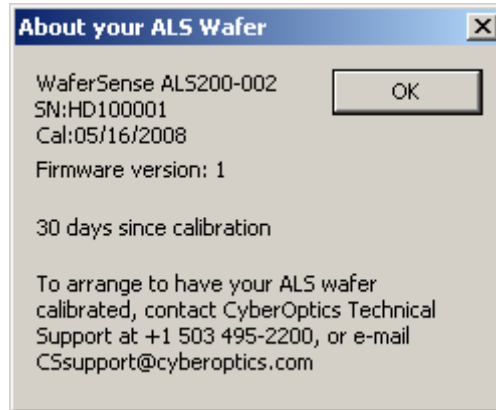 About your ALS Wafer
WaferSense ALS200-002
OK
SN:HD100001
Cal:05/16/2008
Firmware version: 1
30 days since calibration
To arrange to have your ALS wafer
calibrated, contact CyberOptics Technical
Support at +1 503 495-2200, or e-mail
CSsupport@cyberoptics.com